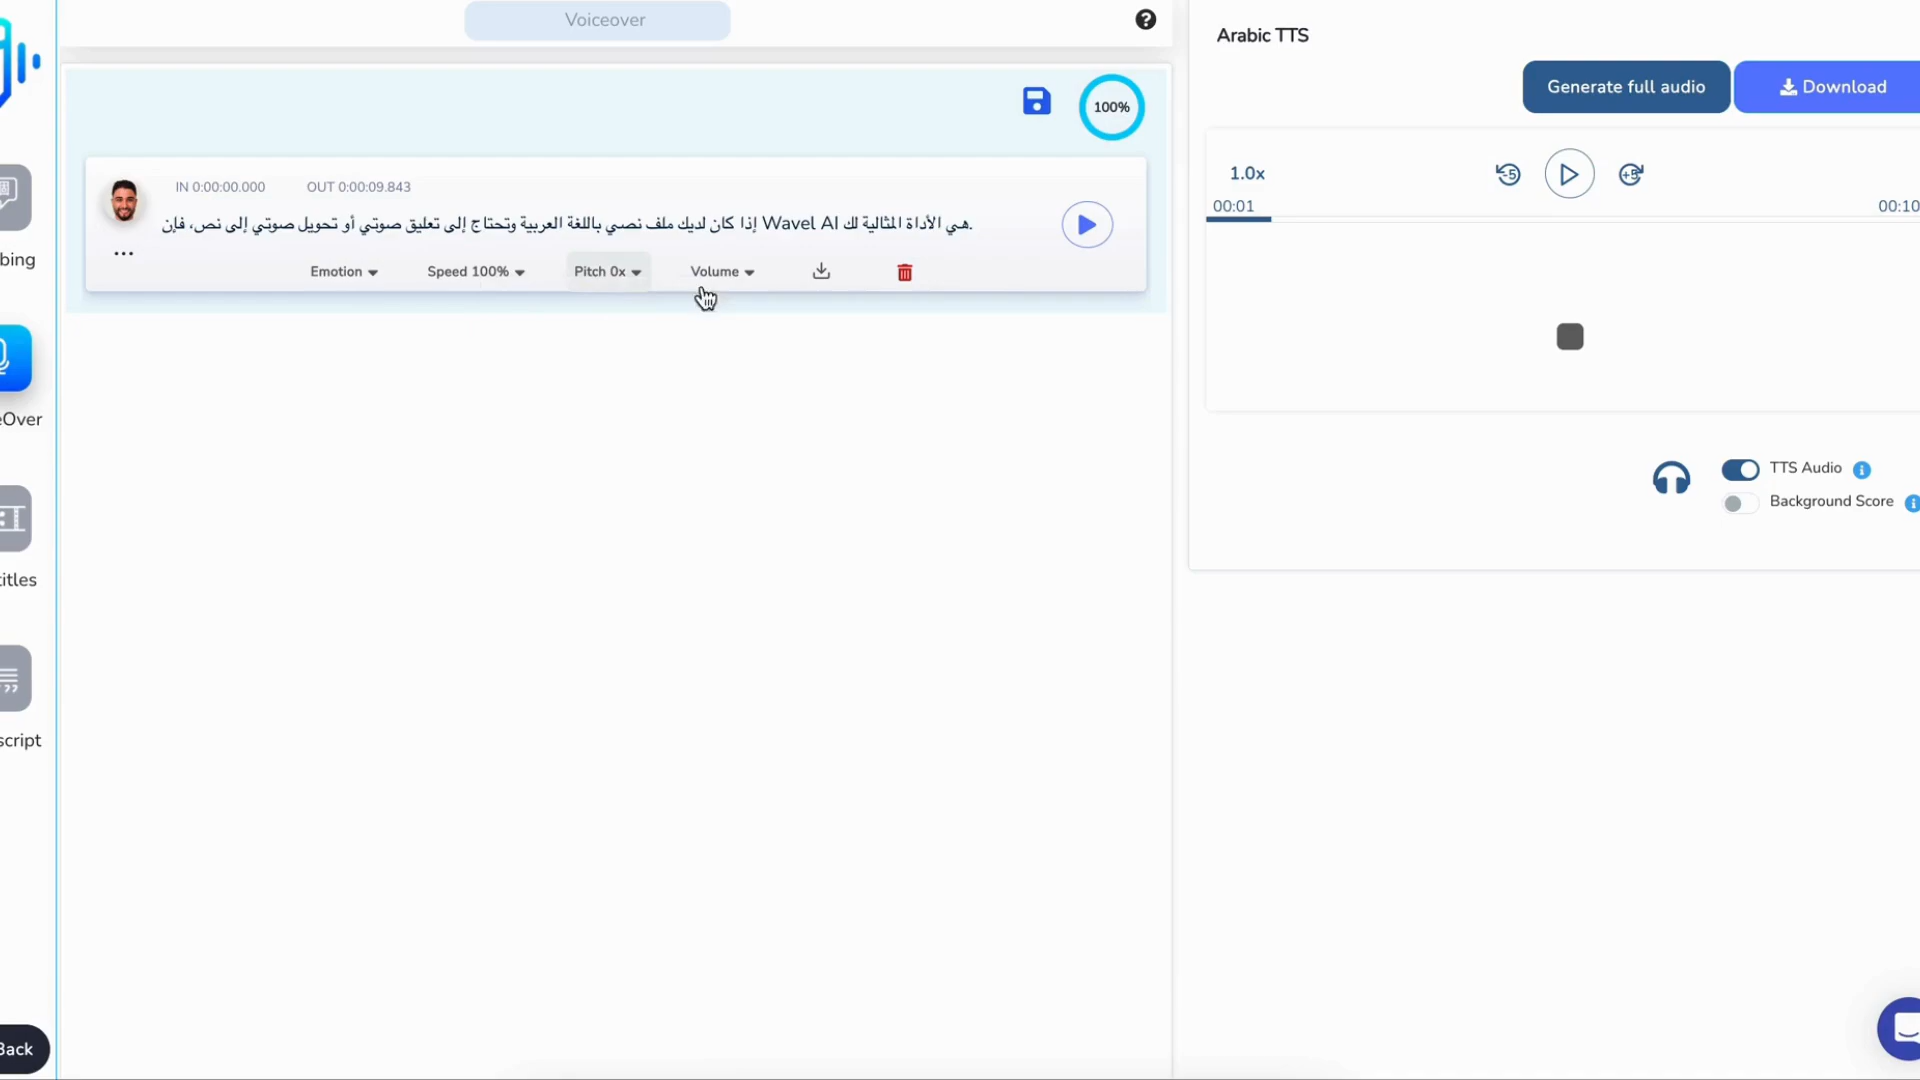 Voiceover
Arabic TTS
Generate full audio
Download
100%
IN 0:00:00.000
OUT 0:00:09.843
إذا كان لديك ملف نصي باللغة العربية وتحتاج إلى تعليق صوتي أو تحويل صوتي إلى نص، فإن Wavel AI هي الأداة المثالية لك.
...
Emotion
Speed 100%
Pitch 0x
Volume
1.0x
5
+5
00:01
00:10
bing
eOver
TTS Audio
Background Score
titles
script
Back